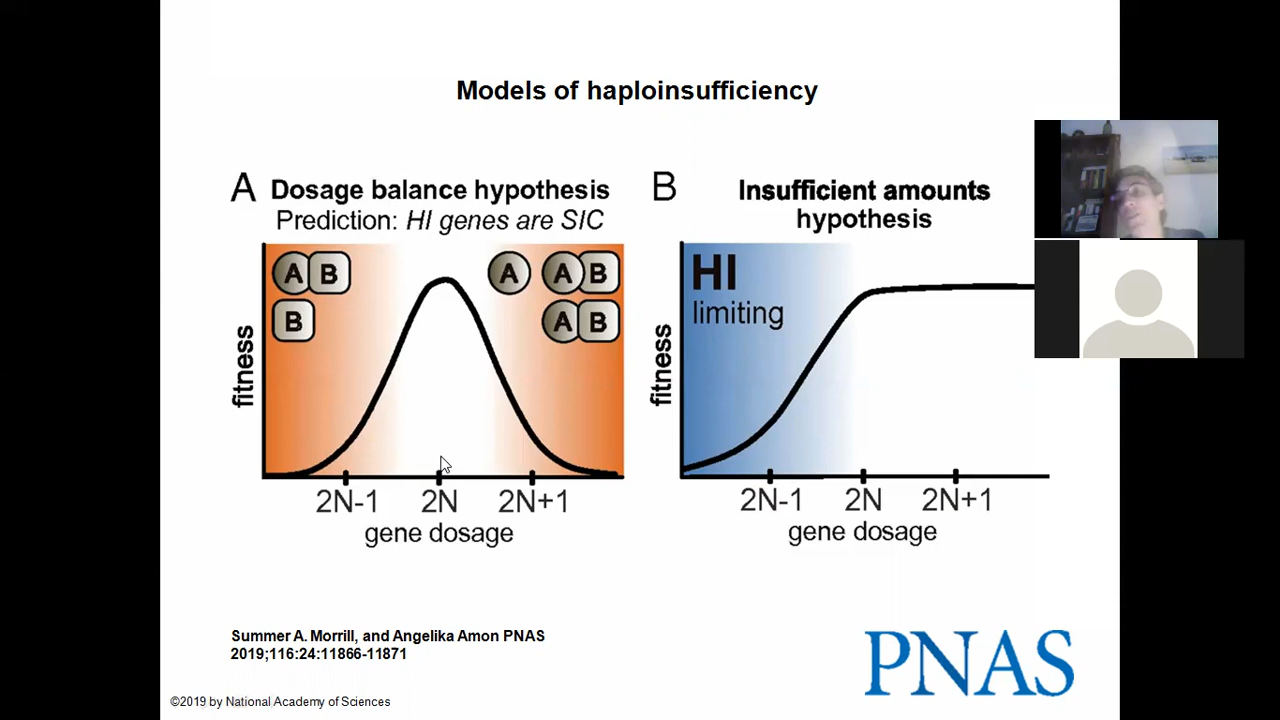 Models of haploinsufficiency
A Dosage balance hypothesis
Prediction: HI genes are SIC
A B
B
A A B
A B
fitness
2N-1 2N 2N+1
gene dosage
B Insufficient amounts
hypothesis
HI
limiting
fitness
2N-1 2N 2N+1
gene dosage
Summer A. Morrill, and Angelika Amon PNAS
2019;116:24:11866-11871
PNAS
©2019 by National Academy of Sciences